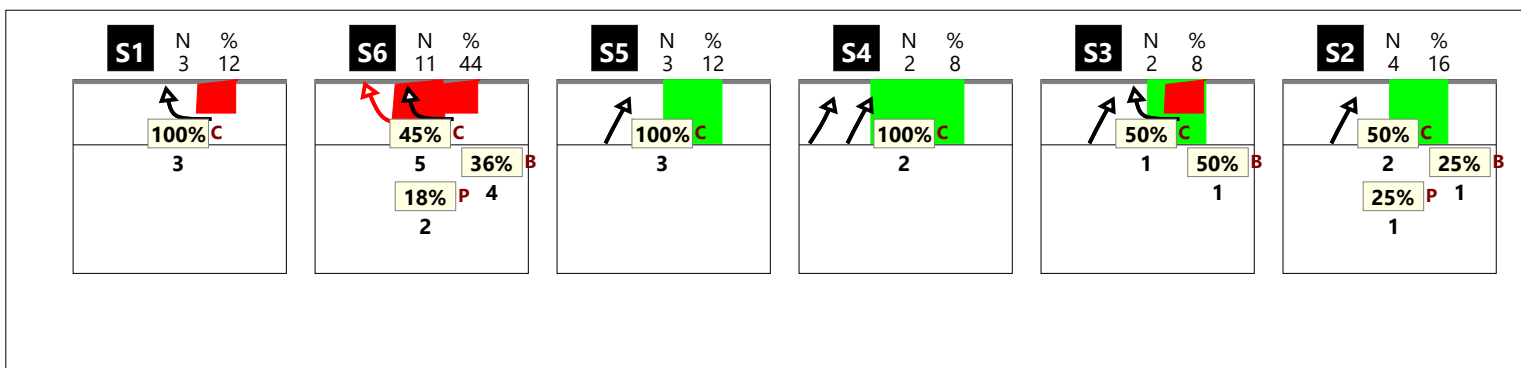 S1 N % 3 12
100% C
3
S6 N % 11 44
45% C
5
36% B
4
18% P
2
S5 N % 3 12
100% C
3
S4 N % 2 8
100% C
2
S3 N % 2 8
50% C
1
50% B
1
S2 N % 4 16
50% C
2
25% B
1
25% P
1